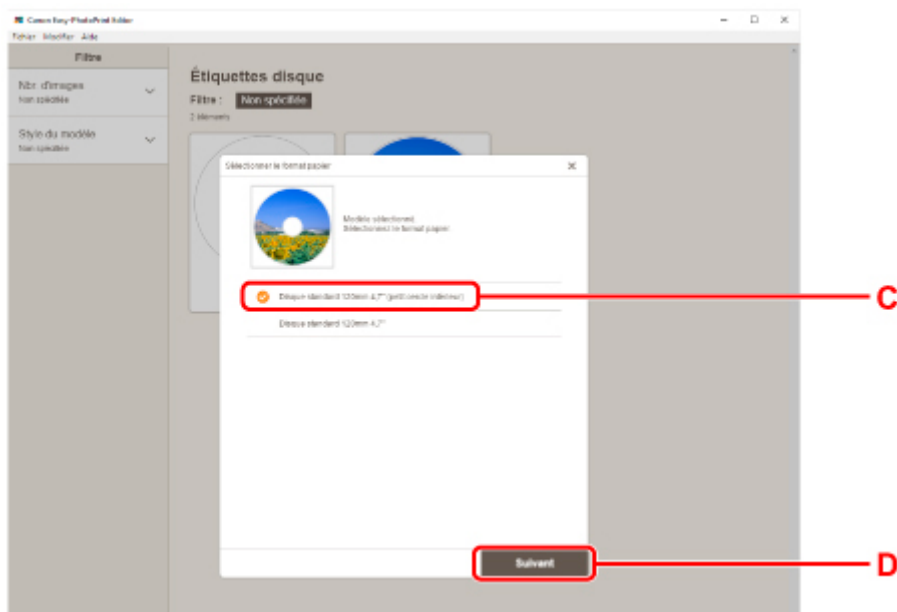 Canon Easy-PhotoPrint Editor
Fichier Modifier Aide
Filtre
Nbr. d'images
Non spécifiée
Style du modèle
Non spécifiée
Étiquettes disque
Filtre : Non spécifiée
2 éléments
Sélectionner le format papier
Modèle sélectionné.
Sélectionnez le format papier
Disque standard 120mm 4,7" (petit cercle intérieur)
C
Disque standard 120mm 4,7"
Suivant
D